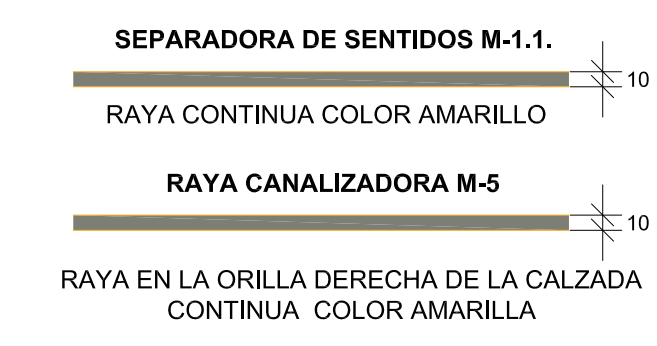 SEPARADORA DE SENTIDOS M-1.1.
10
RAYA CONTINUA COLOR AMARILLO
RAYA CANALIZADORA M-5
10
RAYA EN LA ORILLA DERECHA DE LA CALZADA
CONTINUA COLOR AMARILLA